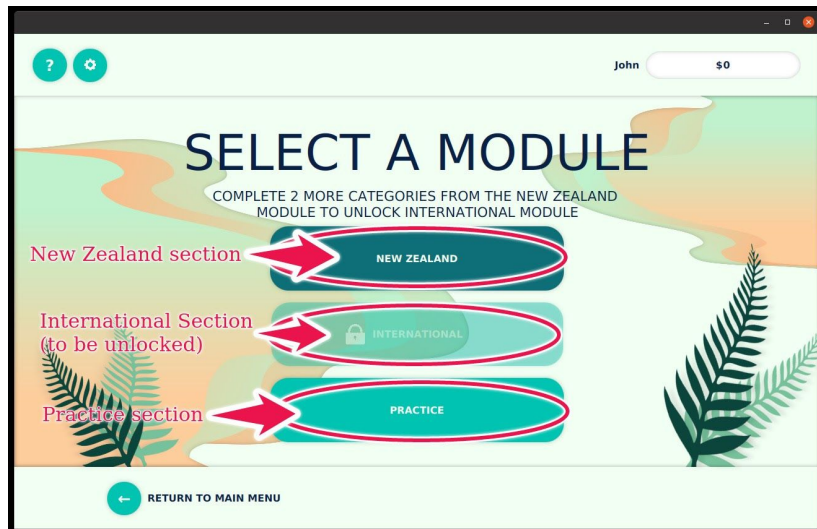 ?
John
$0
SELECT A MODULE
COMPLETE 2 MORE CATEGORIES FROM THE NEW ZEALAND
MODULE TO UNLOCK INTERNATIONAL MODULE
New Zealand section
NEW ZEALAND
International Section
(to be unlocked)
INTERNATIONAL
Practice section
PRACTICE
RETURN TO MAIN MENU